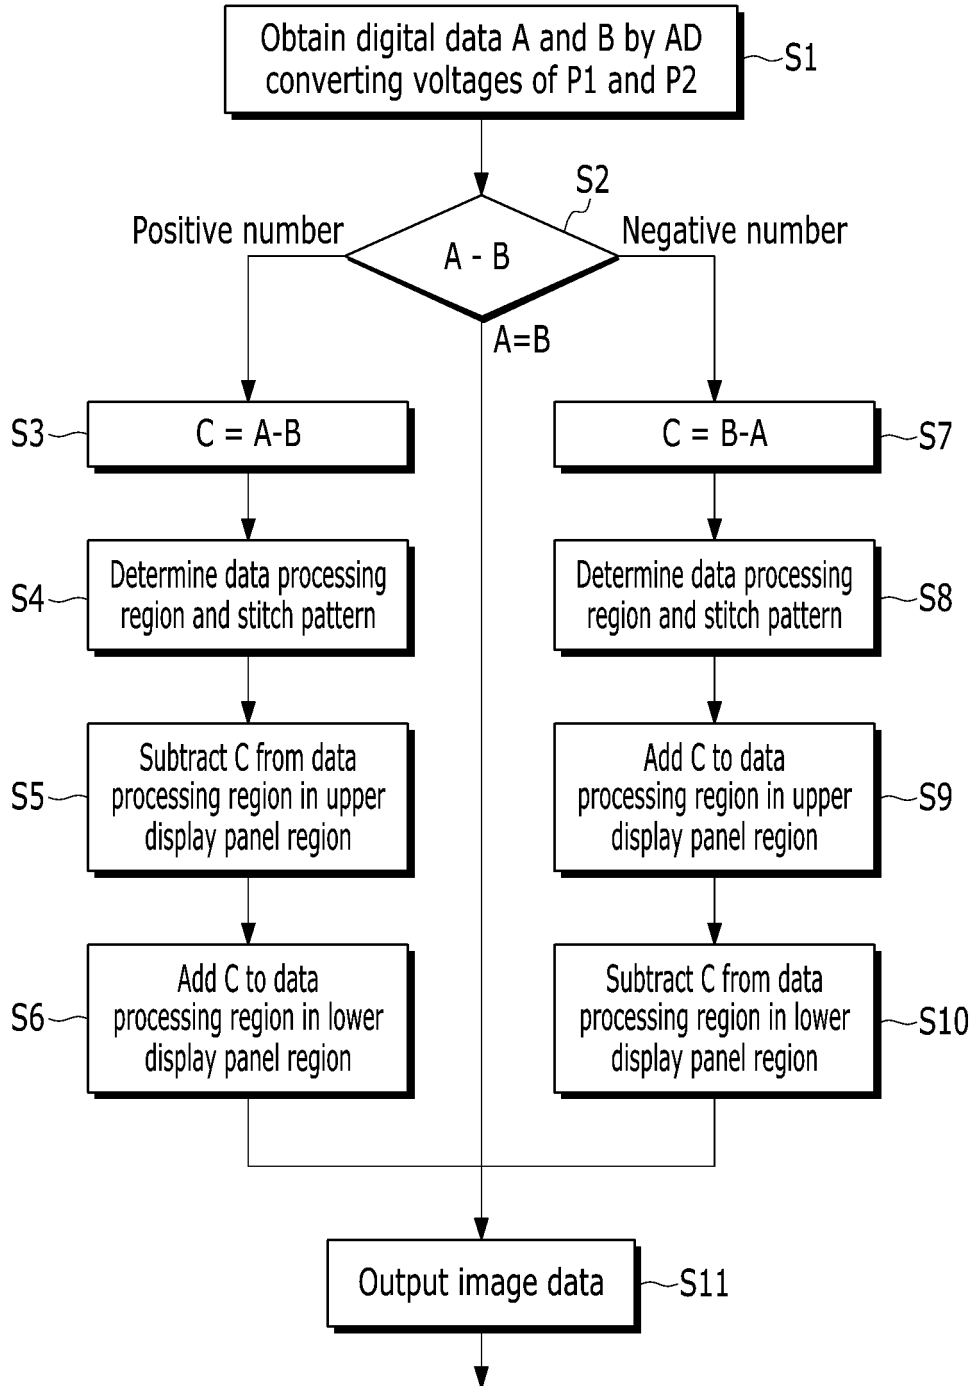 Obtain digital data A and B by AD
converting voltages of P1 and P2
S1
S2
Positive number
Negative number
A - B
A=B
S3
C = A-B
C = B-A
S7
S4
Determine data processing
region and stitch pattern
Determine data processing
region and stitch pattern
S8
S5
Subtract C from data
processing region in upper
display panel region
Add C to data
processing region in upper
display panel region
S9
S6
Add C to data
processing region in lower
display panel region
Subtract C from data
processing region in lower
display panel region
S10
Output image data
S11